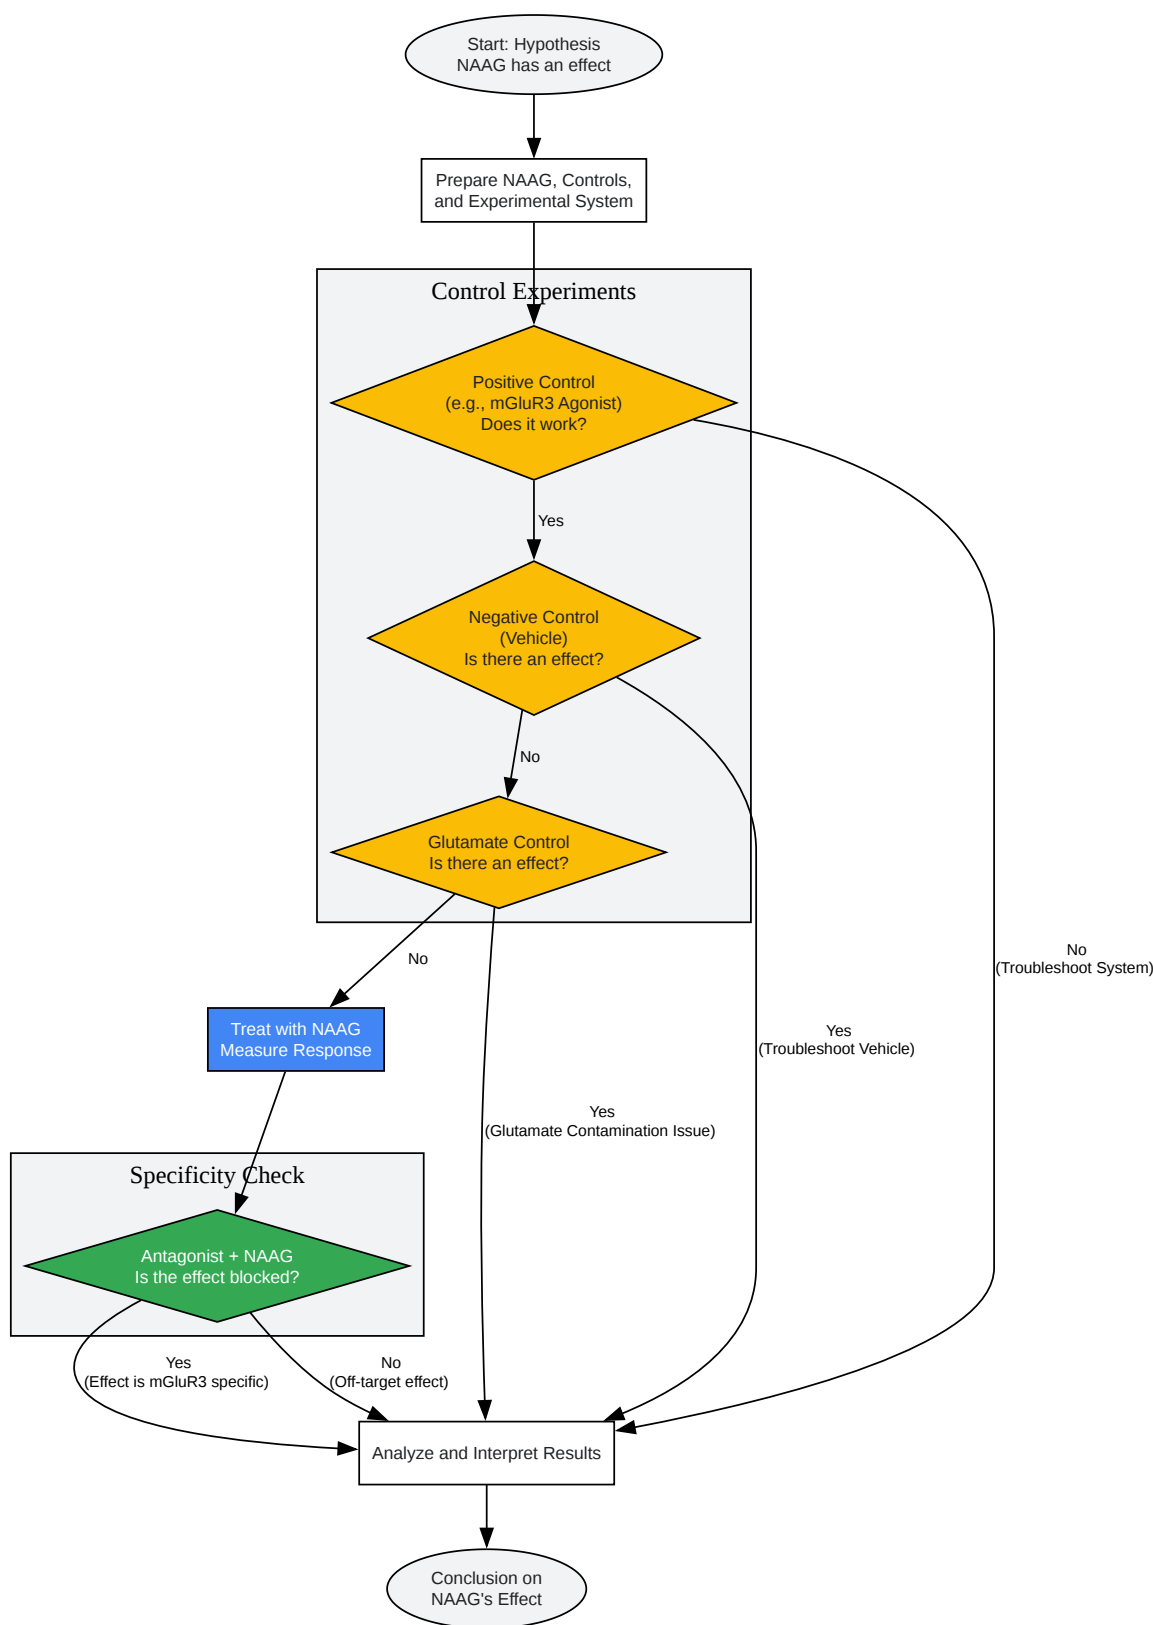 Start: Hypothesis
NAAG has an effect
Prepare NAAG, Controls,
and Experimental System
Control Experiments
Positive Control
(e.g., mGluR3 Agonist)
Does it work?
Yes
Negative Control
(Vehicle)
Is there an effect?
No
Glutamate Control
Is there an effect?
No
No
(Troubleshoot System)
Treat with NAAG
Measure Response
Yes
(Troubleshoot Vehicle)
Yes
(Glutamate Contamination Issue)
Specificity Check
Antagonist + NAAG
Is the effect blocked?
Yes
(Effect is mGluR3 specific)
No
(Off-target effect)
Analyze and Interpret Results
Conclusion on
NAAG's Effect